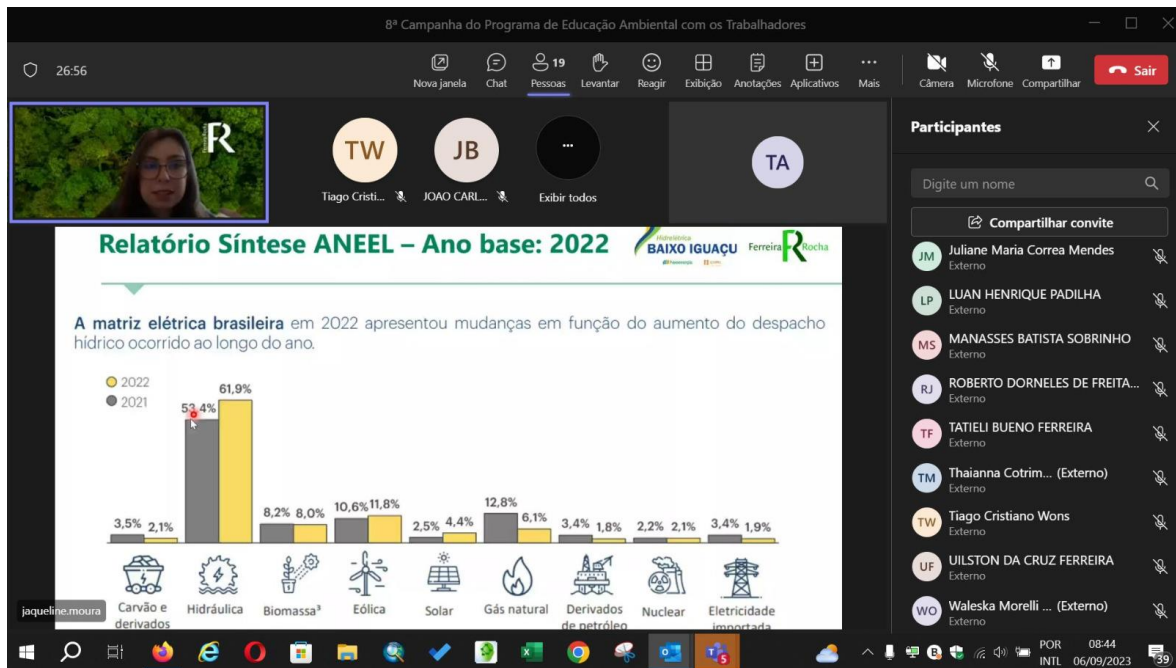 8ª Campanha do Programa de Educação Ambiental com os Trabalhadores
26:56
Nova janela
Chat
19
Pessoas
Levantar
Reagir
Exibição
Anotações
Aplicativos
Mais
Câmera
Microfone
Compartilhar
Sair
FR
TW
Tiago Cristi...
JB
JOAO CARL...
...
Exibir todos
TA
Relatório Síntese ANEEL – Ano base: 2022
Hidrelétrica
BAIXO IGUAÇU
Ferreira Rocha
A matriz elétrica brasileira em 2022 apresentou mudanças em função do aumento do despacho
hídrico ocorrido ao longo do ano.
2022
2021
3,5% 2,1%
53,4% 61,9%
8,2% 8,0%
10,6% 11,8%
2,5% 4,4%
12,8% 6,1%
3,4% 1,8%
2,2% 2,1%
3,4% 1,9%
Carvão e
derivados
Hidráulica
Biomassa³
Eólica
Solar
Gás natural
Derivados
de petróleo
Nuclear
Eletricidade
importada
jaqueline.moura
Participantes
Digite um nome
Compartilhar convite
JM
Juliane Maria Correa Mendes
Externo
LP
LUAN HENRIQUE PADILHA
Externo
MS
MANASSES BATISTA SOBRINHO
Externo
RJ
ROBERTO DORNELES DE FREITA...
Externo
TF
TATIELI BUENO FERREIRA
Externo
TM
Thaianna Cotrim... (Externo)
Externo
TW
Tiago Cristiano Wons
Externo
UF
UILSTON DA CRUZ FERREIRA
Externo
WO
Waleska Morelli ... (Externo)
Externo
POR
INTL
08:44
06/09/2023
39